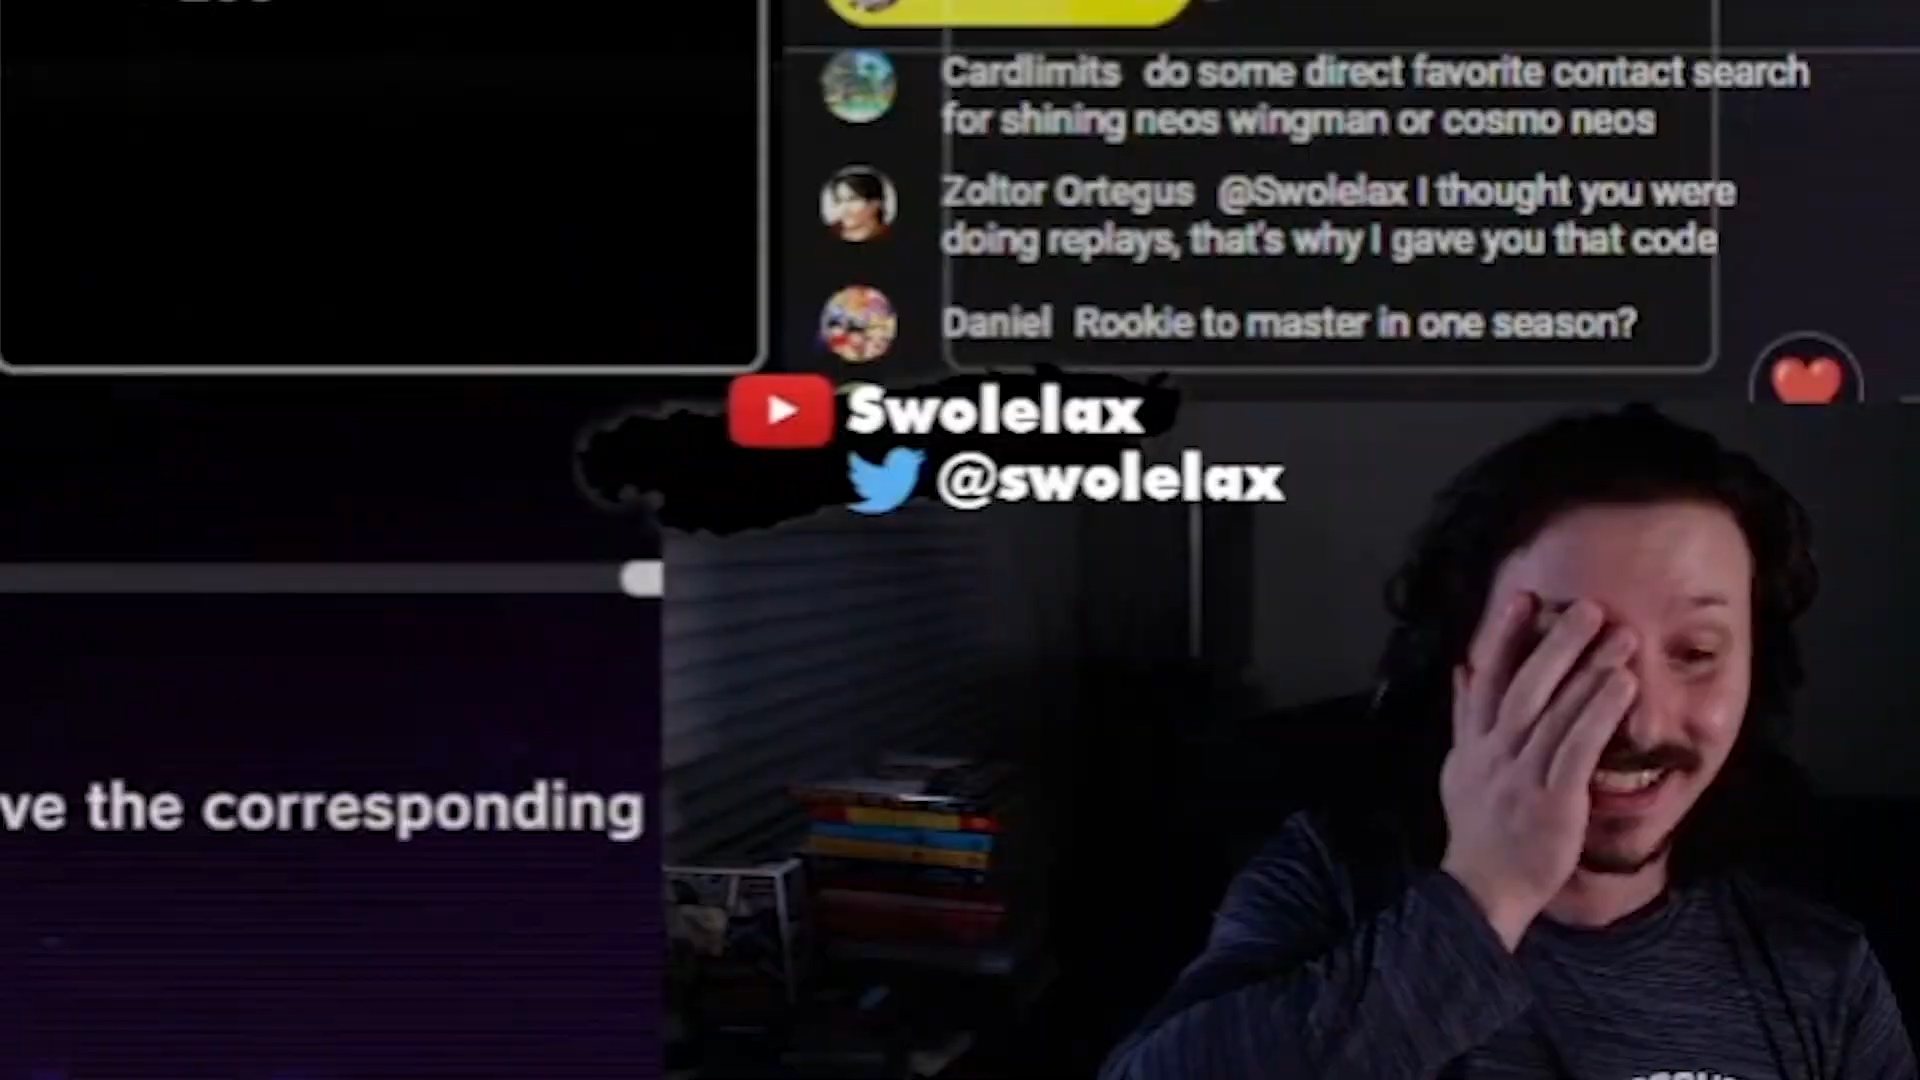 Cardlimits do some direct favorite contact search
for shining neos wingman or cosmo neos
Zoltor Ortegus @Swolelax I thought you were
doing replays, that's why I gave you that code
Daniel Rookie to master in one season?
Swolelax
@swolelax
ve the corresponding